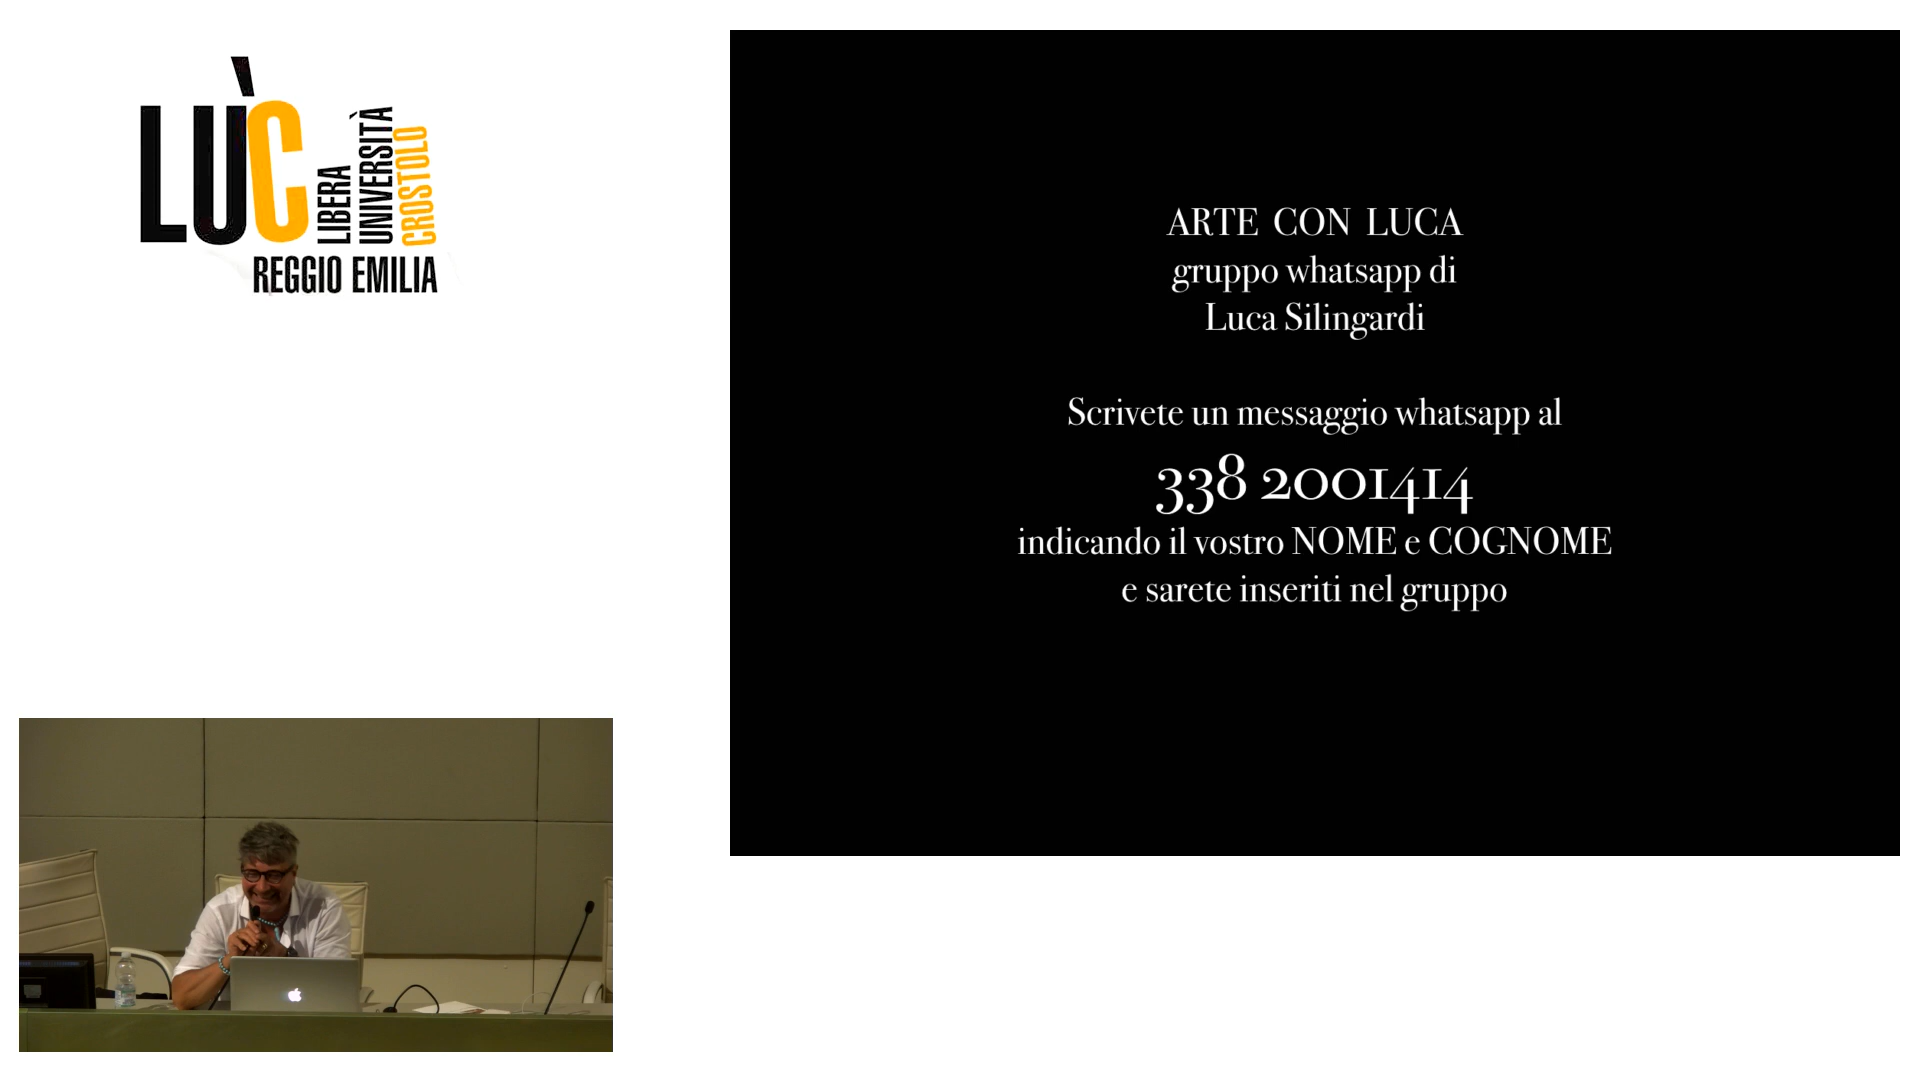 LÙC
LIBERA
UNIVERSITÀ
CROSTOLO
REGGIO EMILIA
ARTE CON LUCA
gruppo whatsapp di
Luca Silingardi
Scrivete un messaggio whatsapp al
338 2001414
indicando il vostro NOME e COGNOME
e sarete inseriti nel gruppo